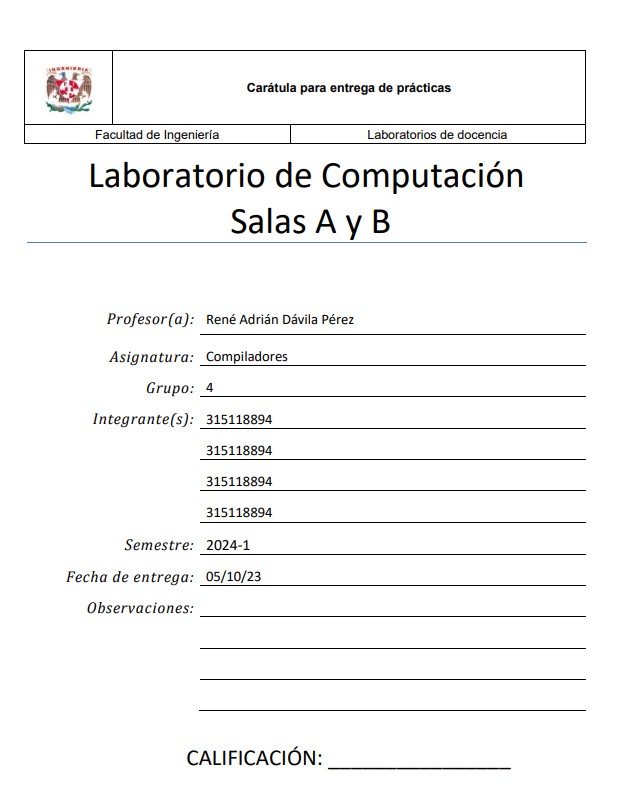 INGENIERIA
Carátula para entrega de prácticas
Facultad de Ingeniería
Laboratorios de docencia
Laboratorio de Computación
Salas A y B
Profesor(a): René Adrián Dávila Pérez
Asignatura: Compiladores
Grupo: 4
Integrante(s): 315118894
315118894
315118894
315118894
Semestre: 2024-1
Fecha de entrega: 05/10/23
Observaciones:
CALIFICACIÓN: ________________